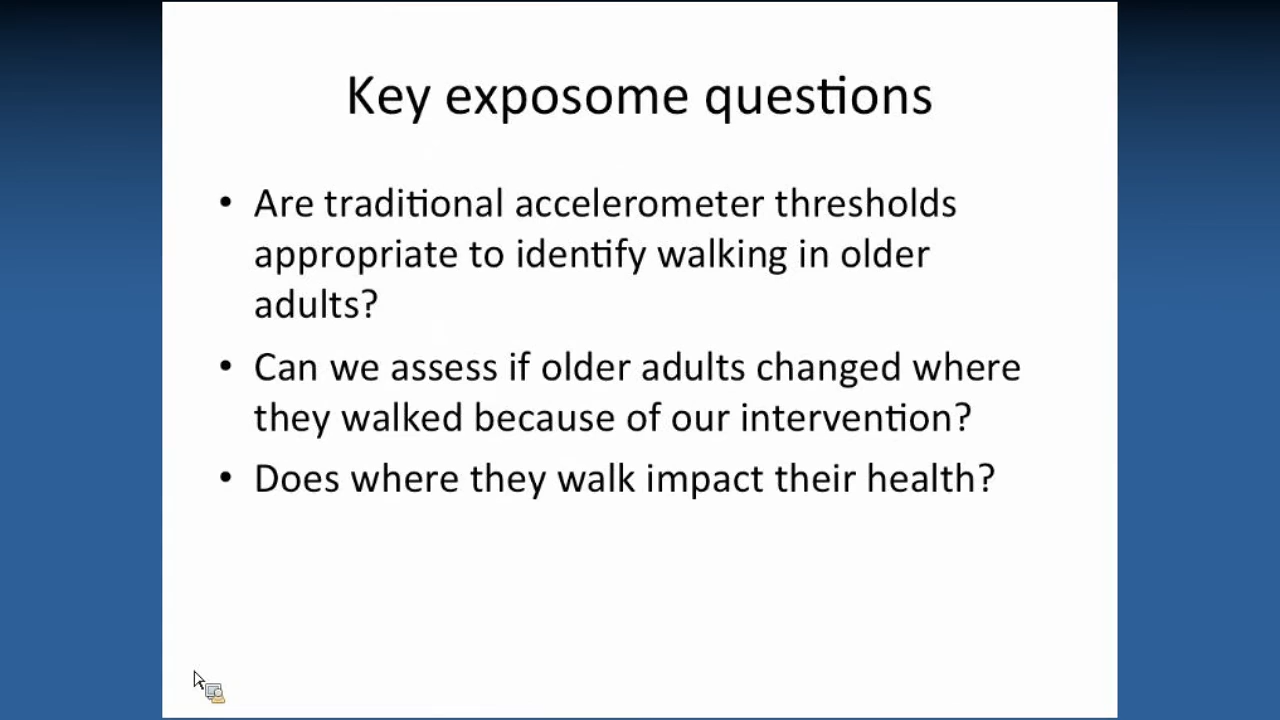 Key exposome questions
• Are traditional accelerometer thresholds
appropriate to identify walking in older
adults?
• Can we assess if older adults changed where
they walked because of our intervention?
• Does where they walk impact their health?